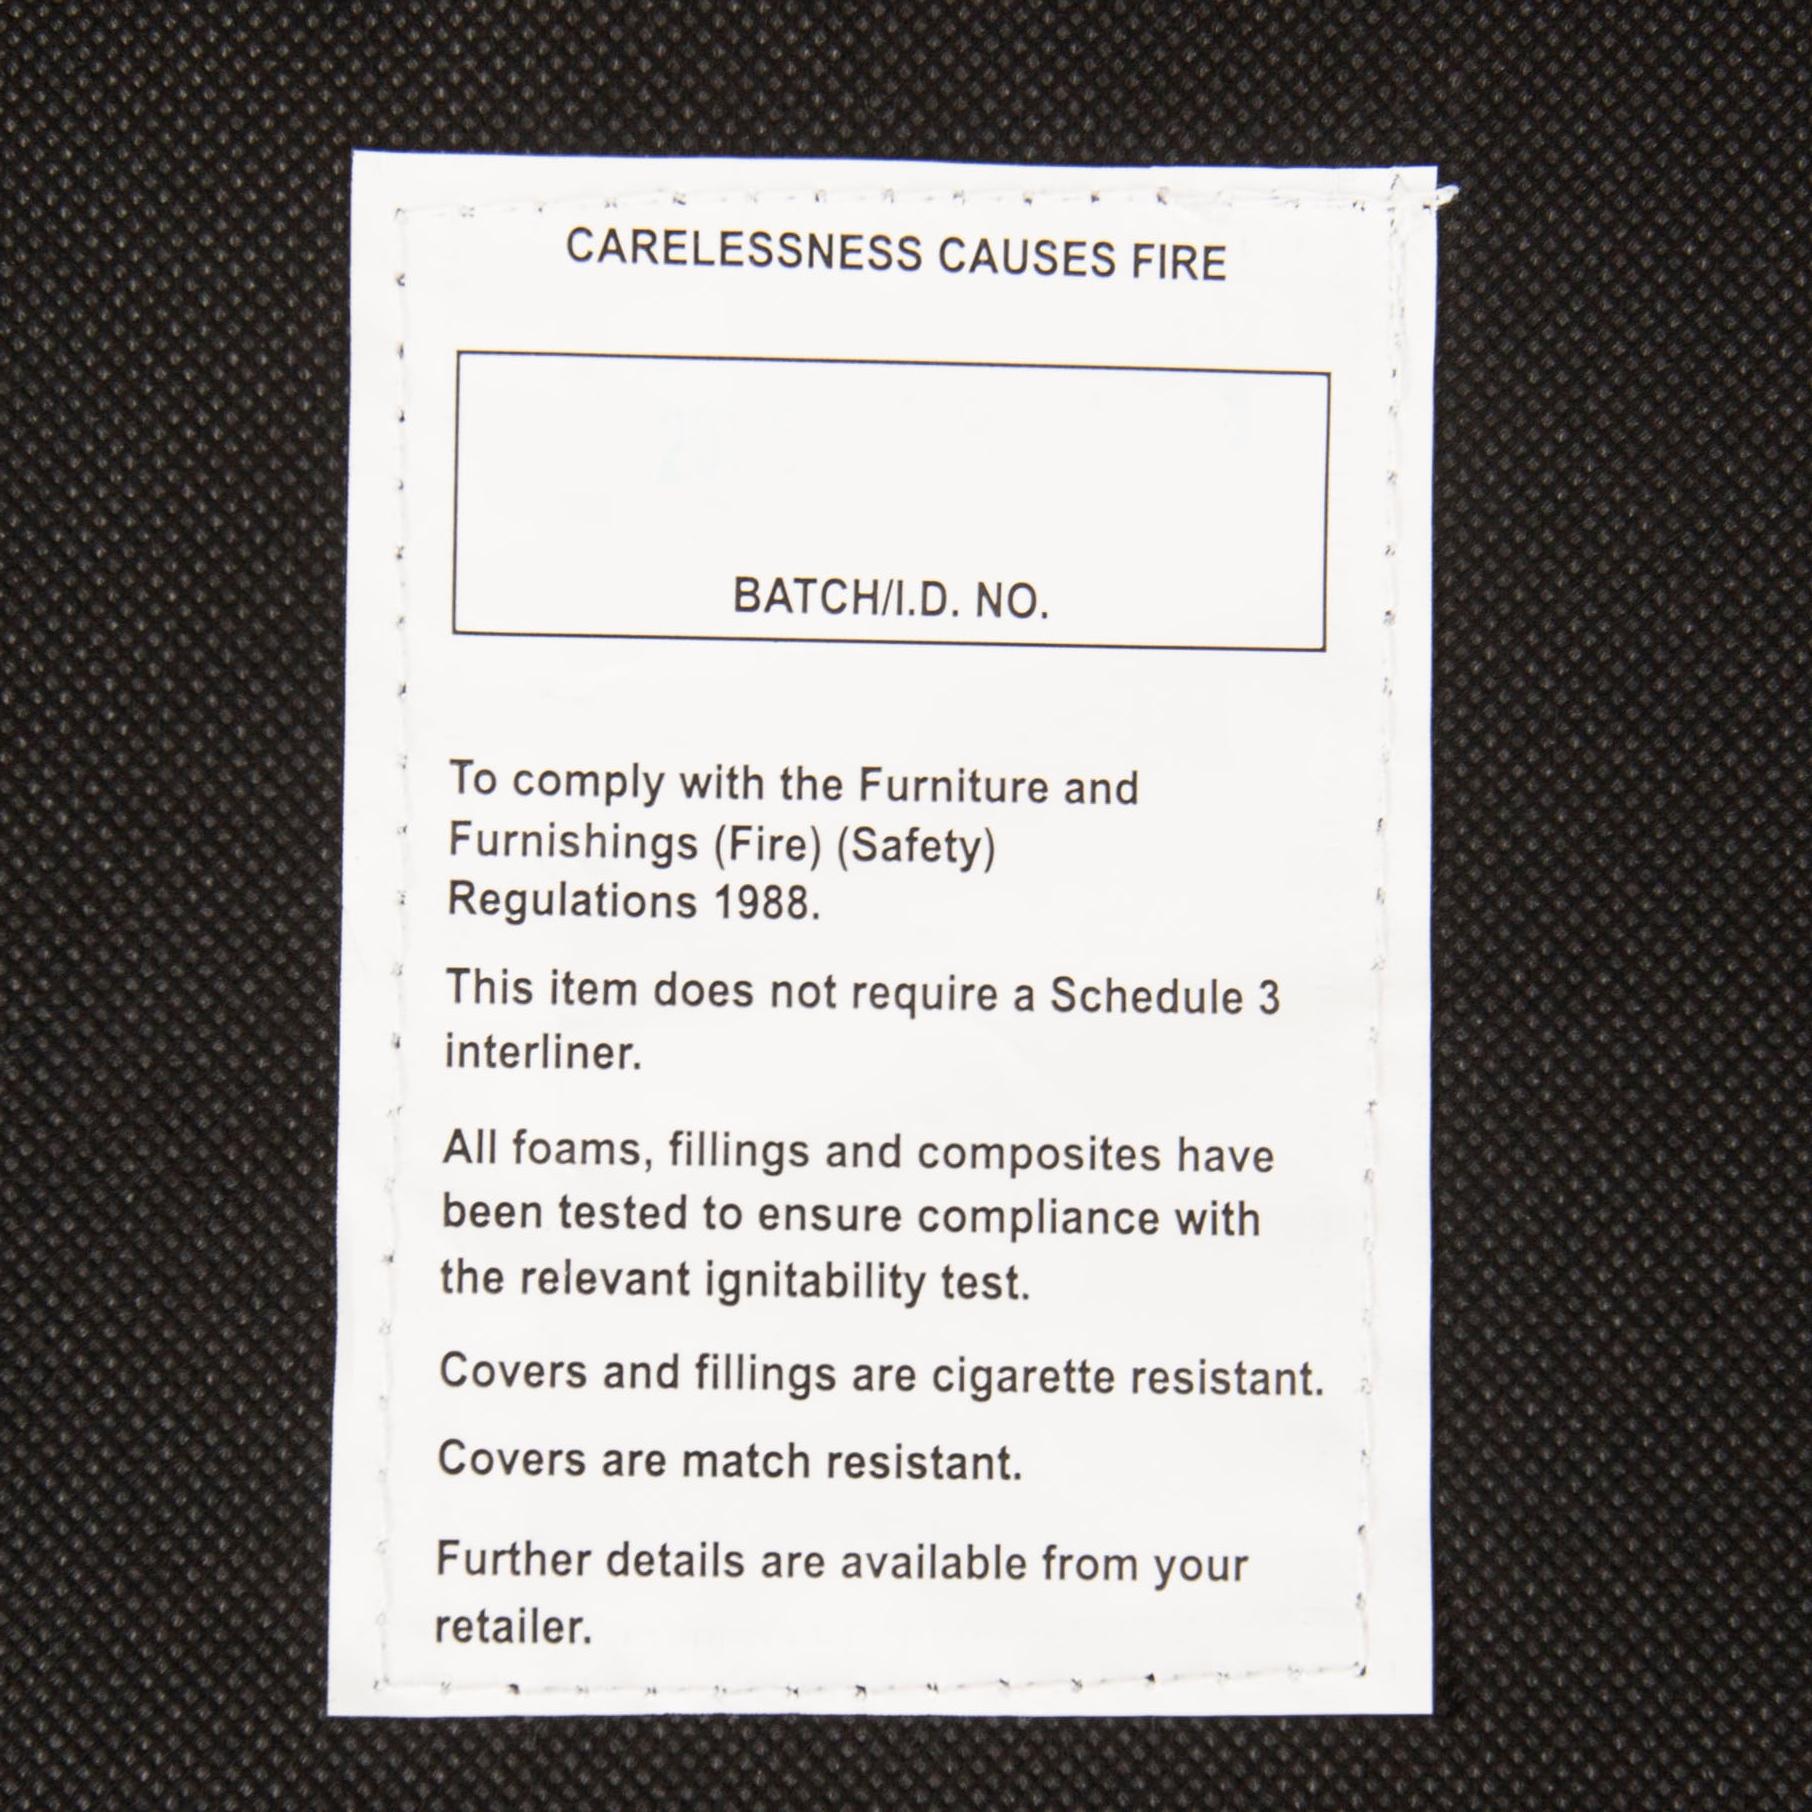 CARELESSNESS CAUSES FIRE
BATCH/I.D. NO.
To comply with the Furniture and
Furnishings (Fire) (Safety)
Regulations 1988.
This item does not require a Schedule 3
interliner.
All foams, fillings and composites have
been tested to ensure compliance with
the relevant ignitability test.
Covers and fillings are cigarette resistant.
Covers are match resistant.
Further details are available from your
retailer.